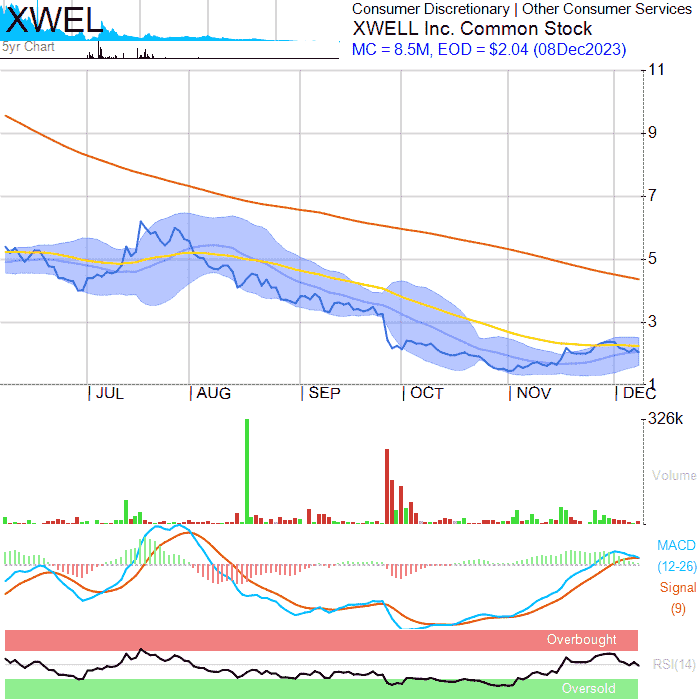 XWEL
5yr Chart
Consumer Discretionary | Other Consumer Services
XWELL Inc. Common Stock
MC = 8.5M, EOD = $2.04 (08Dec2023)
11
9
7
5
3
1
JUL AUG SEP OCT NOV DEC
326k
Volume
MACD
(12-26)
Signal
(9)
Overbought
RSI(14)
Oversold